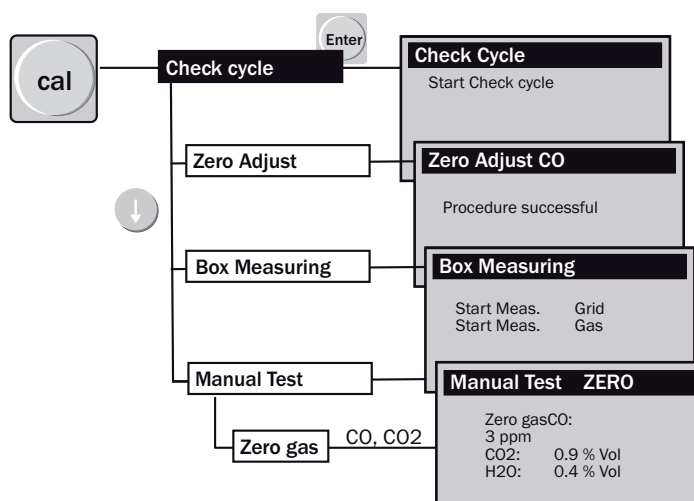 Enter
cal
Check cycle
Check Cycle
Start Check cycle
Zero Adjust
Zero Adjust CO
Procedure successful
Box Measuring
Box Measuring
Start Meas. Grid
Start Meas. Gas
Manual Test
Manual Test ZERO
Zero gasCO:
3 ppm
CO2: 0.9 % Vol
H2O: 0.4 % Vol
Zero gas
CO, CO2